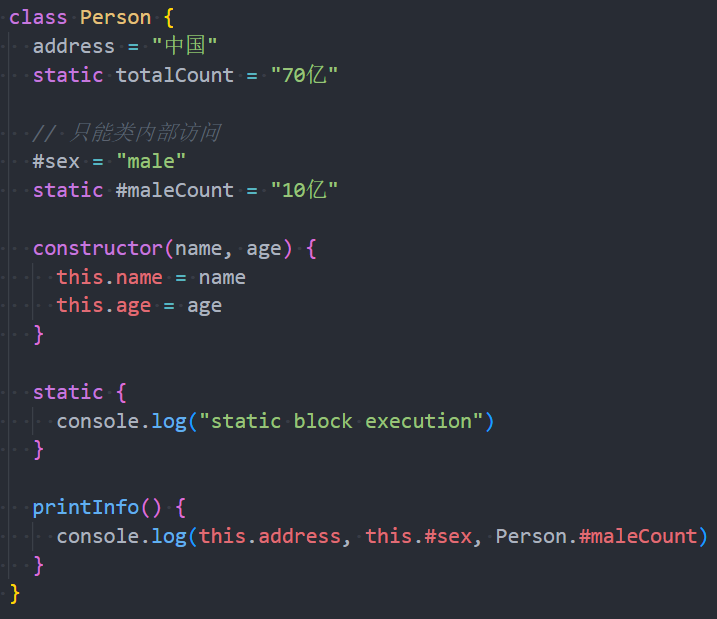 class Person {
  address = "中国"
  static totalCount = "70亿"

  // 只能类内部访问
  #sex = "male"
  static #maleCount = "10亿"

  constructor(name, age) {
    this.name = name
    this.age = age
  }

  static {
    console.log("static block execution")
  }

  printInfo() {
    console.log(this.address, this.#sex, Person.#maleCount)
  }
}